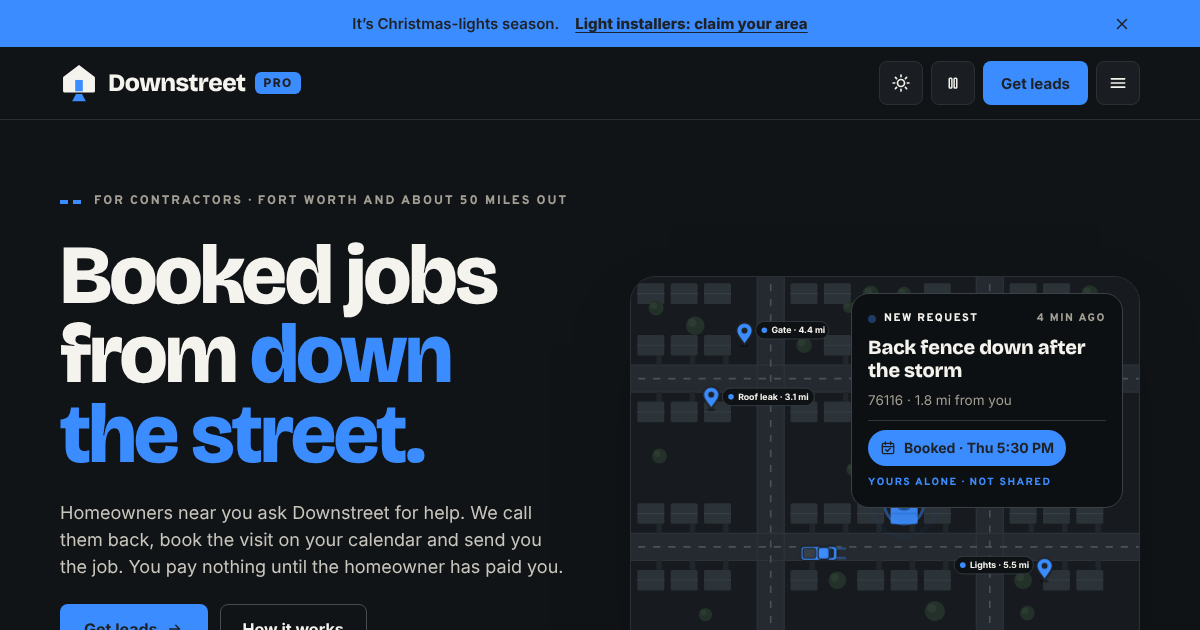 It's Christmas-lights season. Light installers: claim your area
Downstreet PRO
Get leads
FOR CONTRACTORS · FORT WORTH AND ABOUT 50 MILES OUT
Booked jobs
from down
the street.
Homeowners near you ask Downstreet for help. We call
them back, book the visit on your calendar and send you
the job. You pay nothing until the homeowner has paid you.
Get leads →
How it works
Gate · 4.4 mi
Roof leak · 3.1 mi
NEW REQUEST 4 MIN AGO
Back fence down after
the storm
76116 · 1.8 mi from you
Booked · Thu 5:30 PM
YOURS ALONE · NOT SHARED
Lights · 5.5 mi